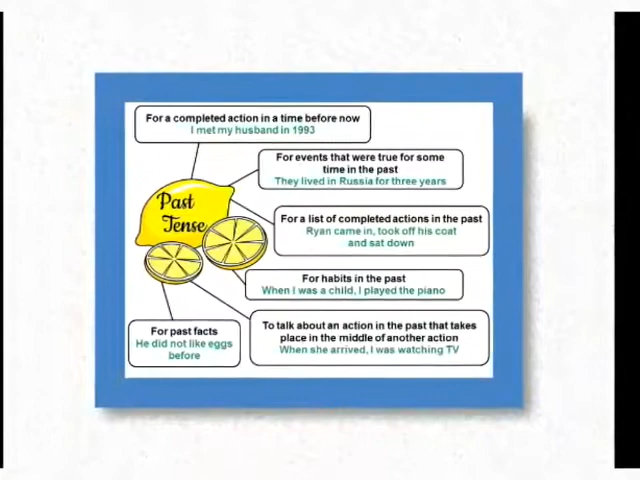 For a completed action in a time before now
I met my husband in 1993
For events that were true for some
time in the past
They lived in Russia for three years
Past
Tense
For a list of completed actions in the past
Ryan came in, took off his coat
and sat down
For habits in the past
When I was a child, I played the piano
For past facts
He did not like eggs
before
To talk about an action in the past that takes
place in the middle of another action
When she arrived, I was watching TV